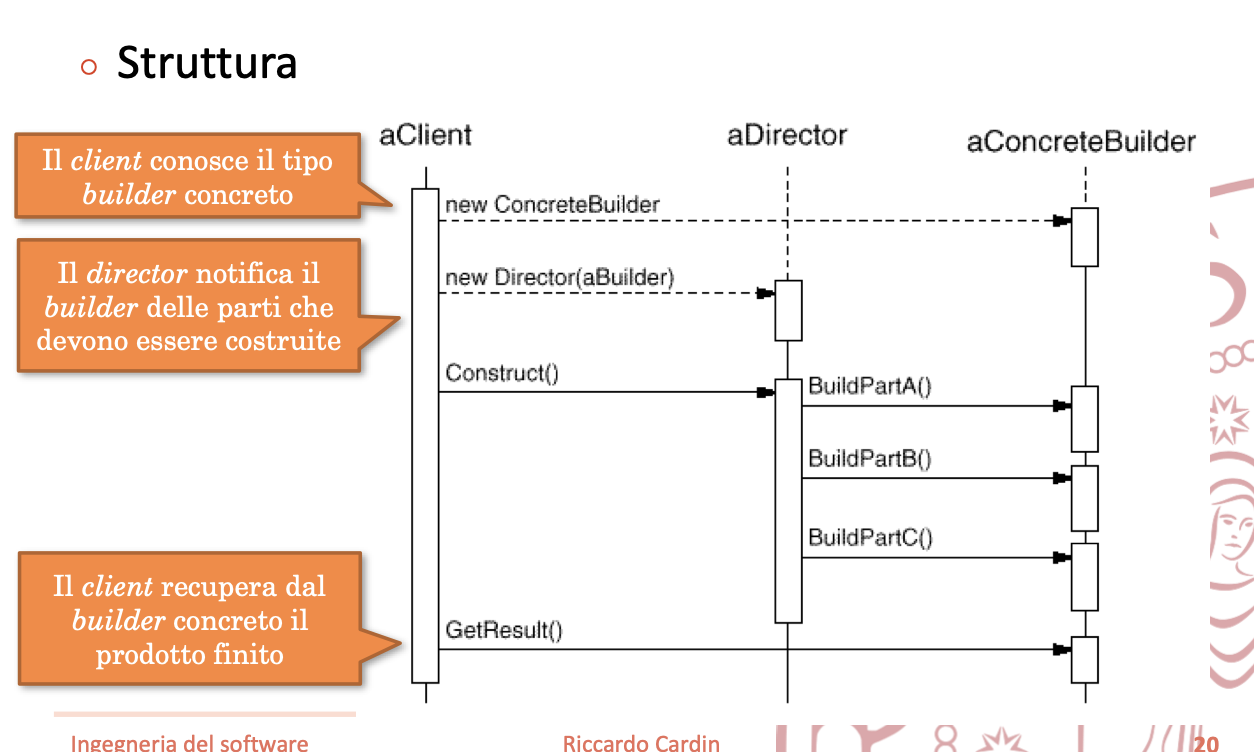 Struttura
aClient
aDirector
aConcreteBuilder
Il client conosce il tipo
builder concreto
new ConcreteBuilder
Il director notifica il
builder delle parti che
devono essere costruite
new Director(aBuilder)
Construct()
BuildPartA()
BuildPartB()
BuildPartC()
Il client recupera dal
builder concreto il
prodotto finito
GetResult()
Ingegneria del software
Riccardo Cardin
20